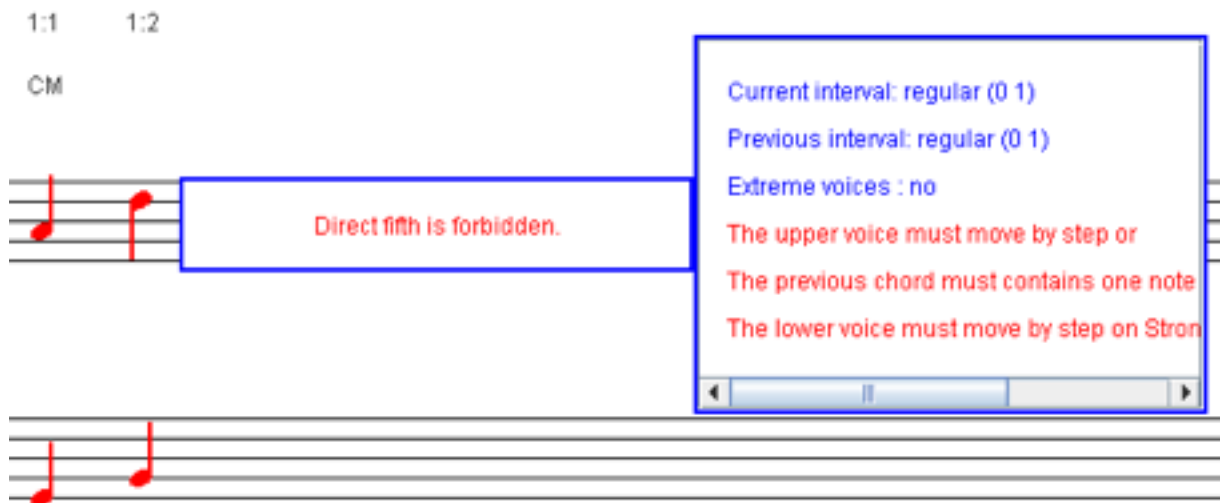 1:1 1:2
CM
Current interval: regular (0 1)
Previous interval: regular (0 1)
Extreme voices : no
Direct fifth is forbidden.
The upper voice must move by step or
The previous chord must contains one note
The lower voice must move by step on Stron